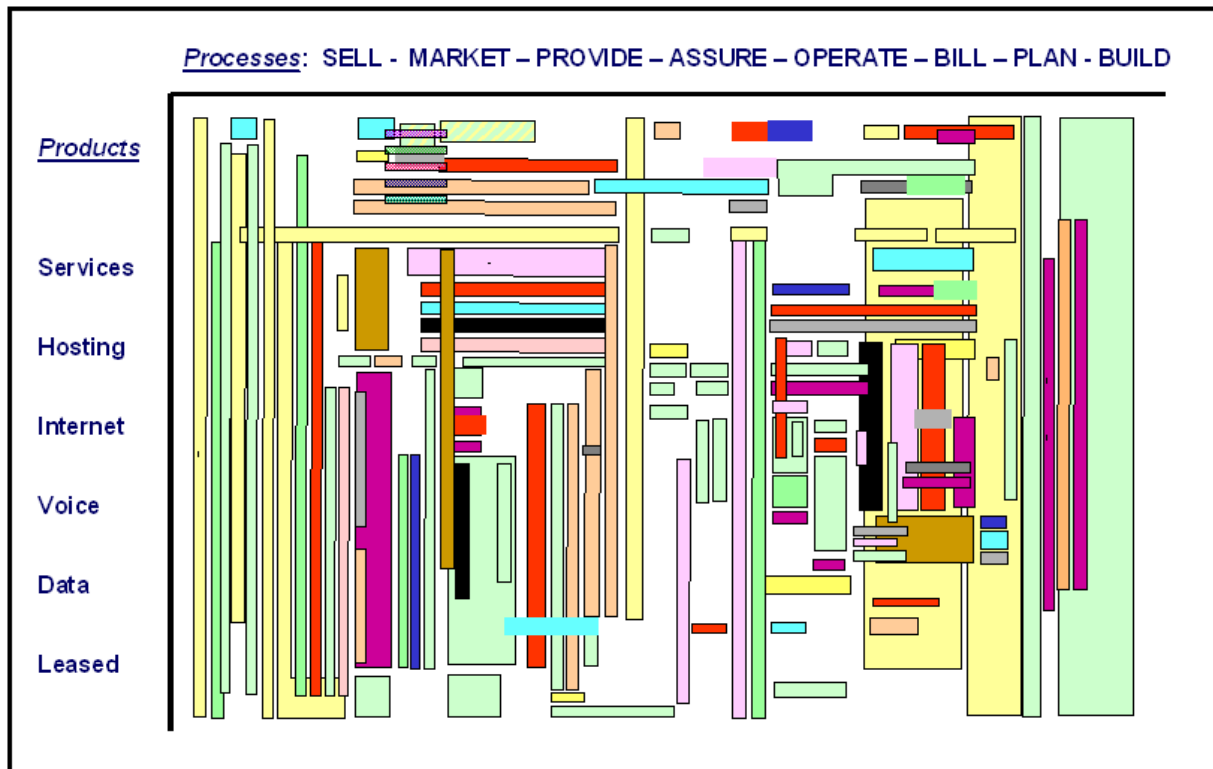 Processes: SELL - MARKET – PROVIDE – ASSURE – OPERATE – BILL – PLAN - BUILD
Products
Services
Hosting
Internet
Voice
Data
Leased